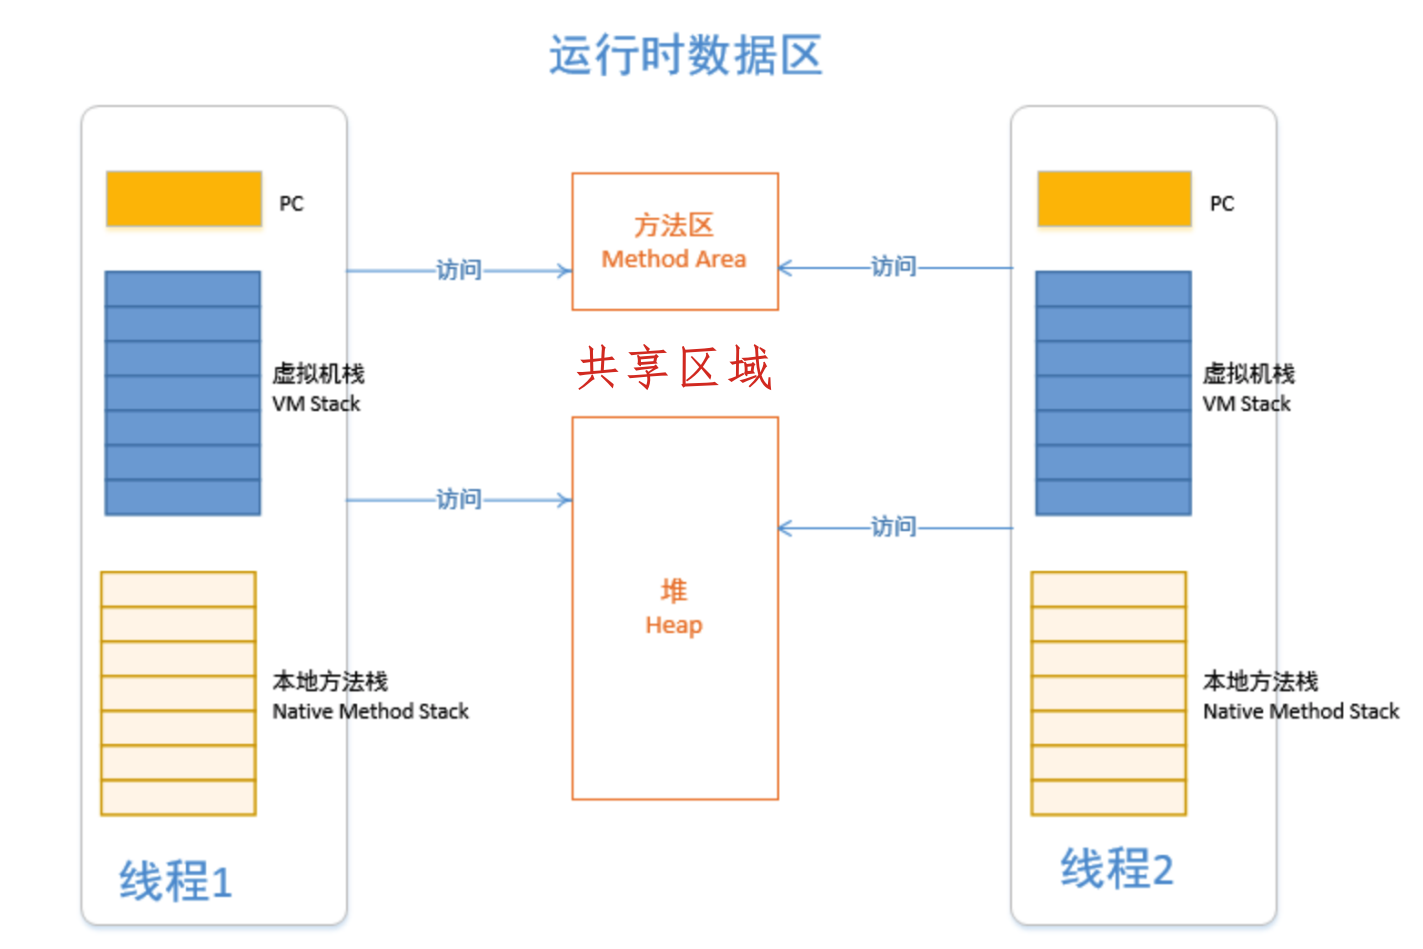 运行时数据区
PC
虚拟机栈
VM Stack
本地方法栈
Native Method Stack
线程1
访问
访问
方法区
Method Area
共享区域
堆
Heap
访问
访问
PC
虚拟机栈
VM Stack
本地方法栈
Native Method Stack
线程2